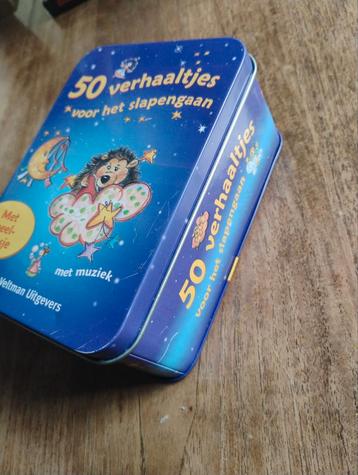 50 verhaaltjes
voor het slapengaan
Met
met muziek
Veltman Uitgevers
50 verhaaltjes
voor het slapengaan